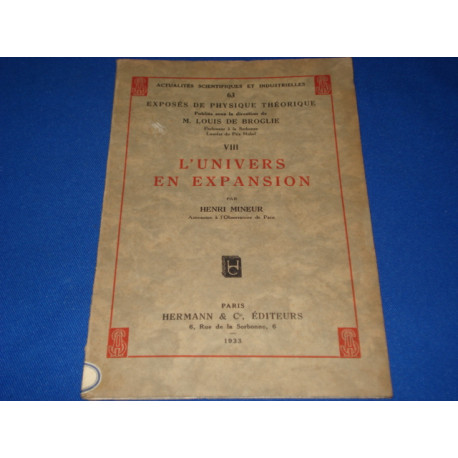 ACTUALITÉS SCIENTIFIQUES ET INDUSTRIELLES
63
EXPOSÉS DE PHYSIQUE THÉORIQUE
Publiés sous la direction de
M. LOUIS DE BROGLIE
Professeur à la Sorbonne
Lauréat du Prix Nobel
VIII
L'UNIVERS
EN EXPANSION
PAR
HENRI MINEUR
Astronome à l'Observatoire de Paris
PARIS
HERMANN & Cie, ÉDITEURS
6, Rue de la Sorbonne, 6
1933